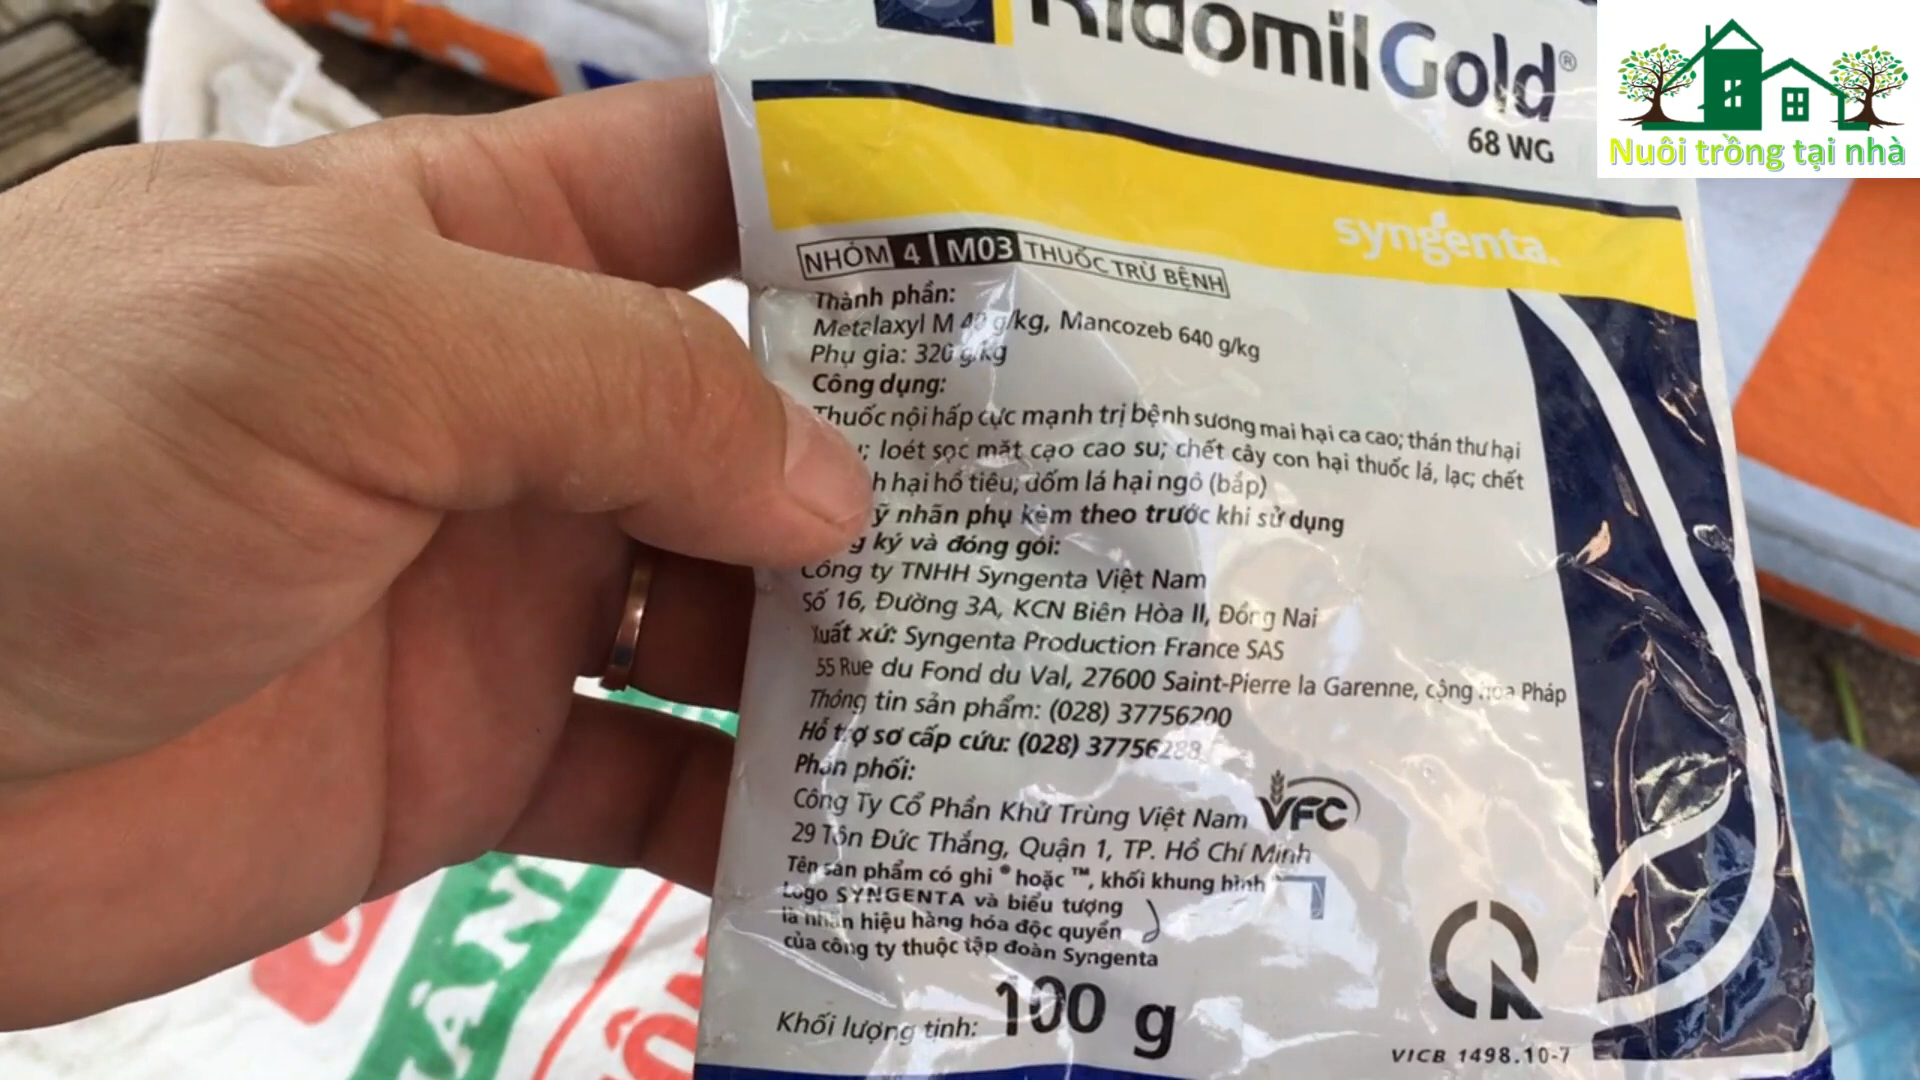 RidomilGold®
68 WG
Nuôi trồng tại nhà
syngenta.
NHÓM 4 M03 THUỐC TRỪ BỆNH
Thành phần:
Metalaxyl M 40 g/kg, Mancozeb 640 g/kg
Phụ gia: 320 g/kg
Công dụng:
Thuốc nội hấp cực mạnh trị bệnh sương mai hại ca cao; thán thư hại
; loét sọc mặt cạo cao su; chết cây con hại thuốc lá, lạc; chết
h hại hồ tiêu; đốm lá hại ngô (bắp)
ỹ nhãn phụ kèm theo trước khi sử dụng
g ký và đóng gói:
Công ty TNHH Syngenta Việt Nam
Số 16, Đường 3A, KCN Biên Hòa II, Đồng Nai
Xuất xứ: Syngenta Production France SAS
55 Rue du Fond du Val, 27600 Saint-Pierre la Garenne, cộng hòa Pháp
Thông tin sản phẩm: (028) 37756200
Hỗ trợ sơ cấp cứu: (028)
Phân phối:
Công Ty Cổ Phần Khử Trùng Việt Nam VFC
29 Tôn Đức Thắng, Quận 1, TP. Hồ Chí Minh
Tên sản phẩm có ghi ® hoặc ™, khối khung hình
Logo SYNGENTA và biểu tượng
là nhãn hiệu hàng hóa độc quyền
của công ty thuộc tập đoàn Syngenta
Khối lượng tịnh: 100 g
VICB 1498.10-7